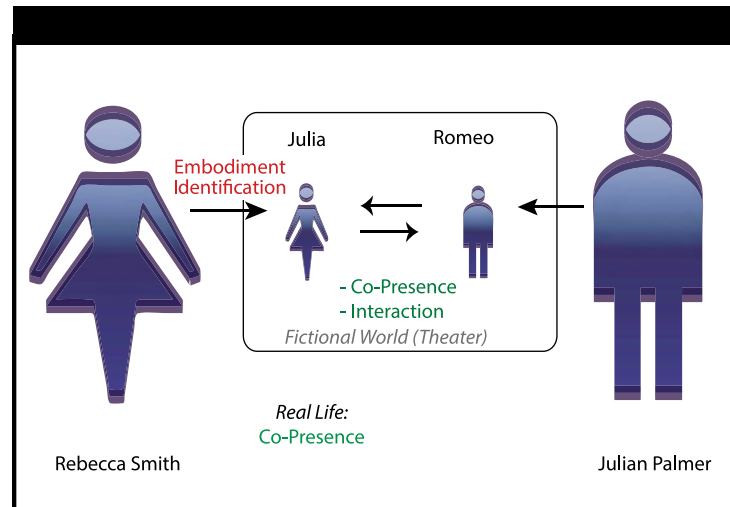 Julia
Romeo
Embodiment
Identification
- Co-Presence
- Interaction
Fictional World (Theater)
Real Life:
Co-Presence
Rebecca Smith
Julian Palmer